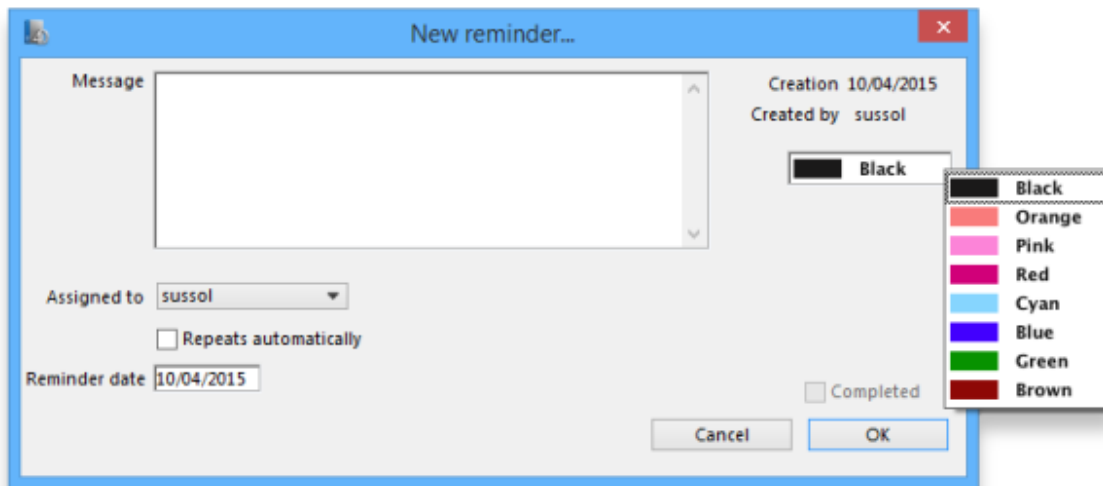 New reminder...
Message
Creation 10/04/2015
Created by sussol
Black
Black
Orange
Pink
Red
Cyan
Blue
Green
Brown
Assigned to sussol
Repeats automatically
Reminder date 10/04/2015
Completed
Cancel OK